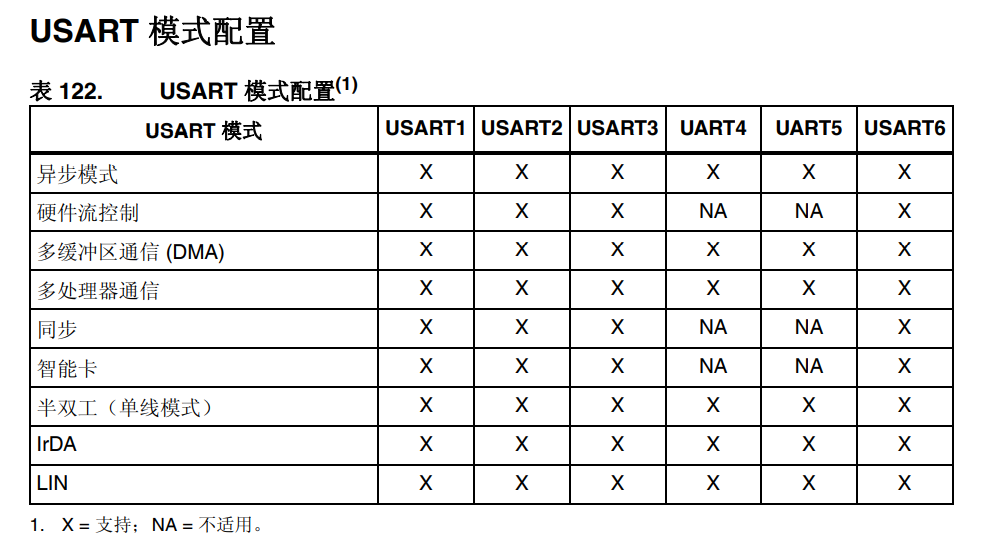 USART 模式配置
表 122. USART 模式配置(1)
USART 模式 USART1 USART2 USART3 UART4 UART5 USART6
异步模式 X X X X X X
硬件流控制 X X X NA NA X
多缓冲区通信 (DMA) X X X X X X
多处理器通信 X X X X X X
同步 X X X NA NA X
智能卡 X X X NA NA X
半双工（单线模式） X X X X X X
IrDA X X X X X X
LIN X X X X X X
1. X = 支持；NA = 不适用。